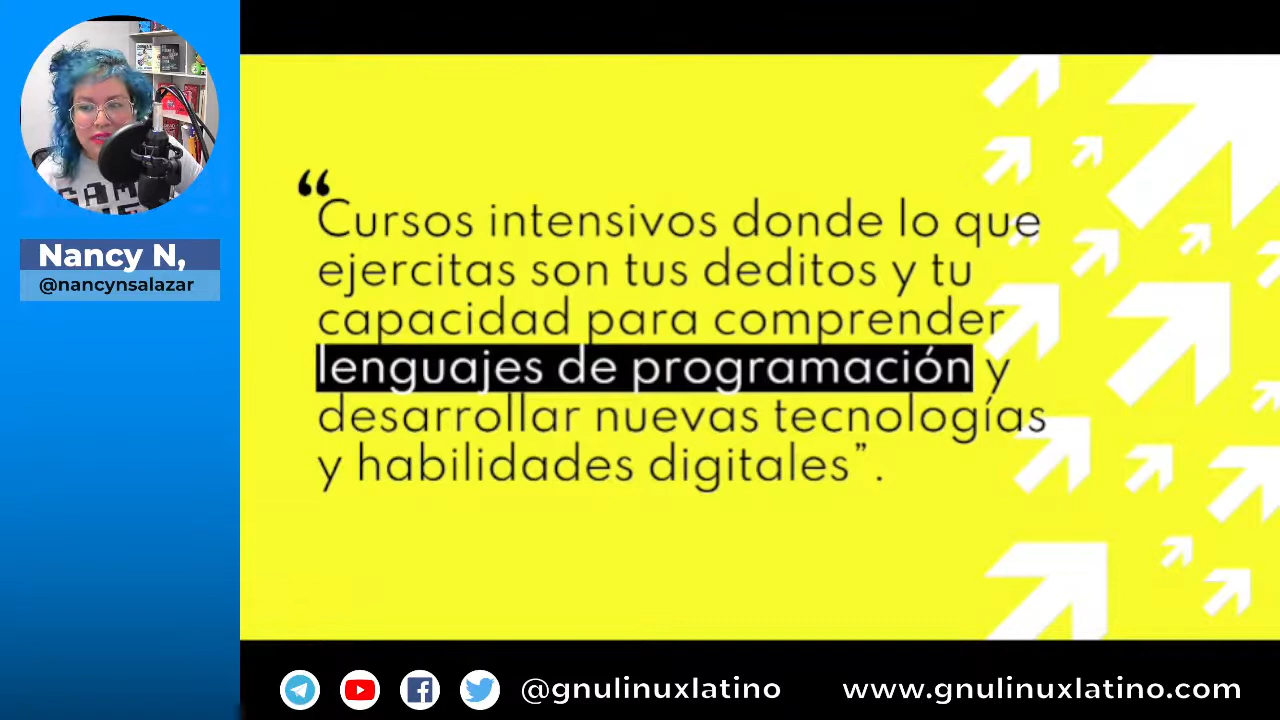 Nancy N,
@nancynsalazar
“Cursos intensivos donde lo que
ejercitas son tus deditos y tu
capacidad para comprender
lenguajes de programación y
desarrollar nuevas tecnologías
y habilidades digitales”.
@gnulinuxlatino
www.gnulinuxlatino.com